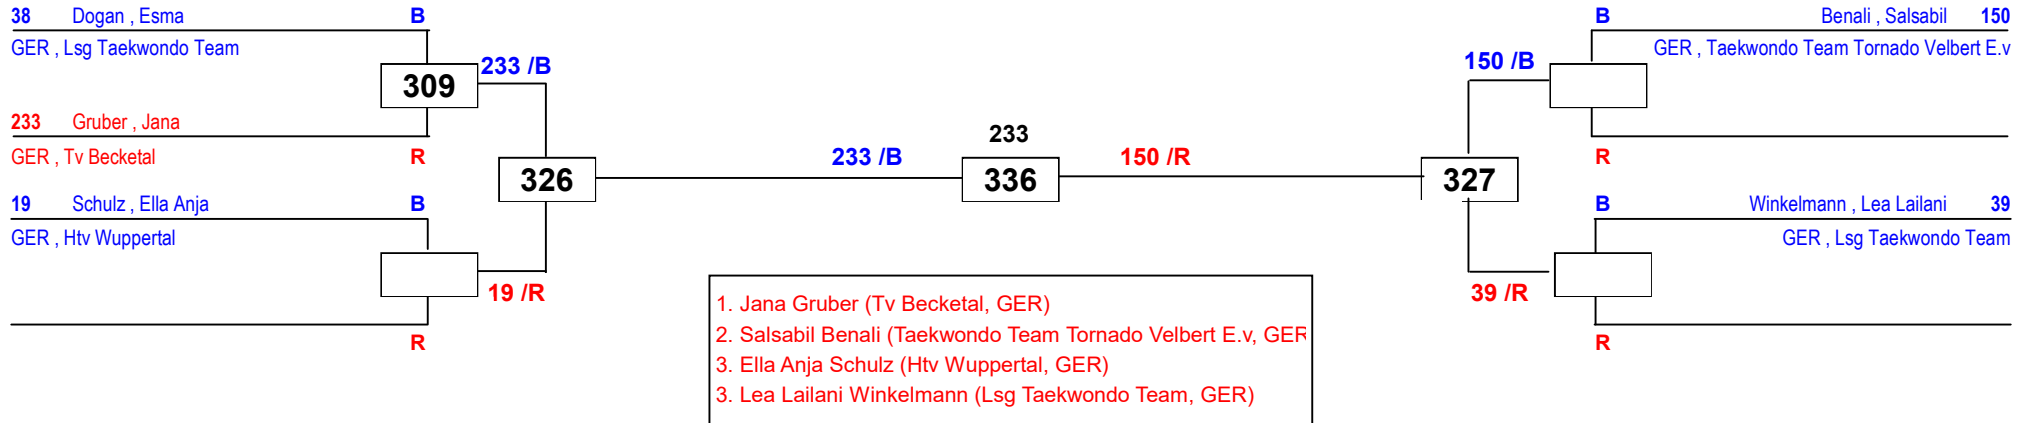 38 Dogan , Esma B
GER , Lsg Taekwondo Team
309
233 /B
233 Gruber , Jana
GER , Tv Becketal R
19 Schulz , Ella Anja B
GER , Htv Wuppertal
19 /R
R
326
233 /B
233
336
150 /R
327
150 /B
39 /R
B Benali , Salsabil 150
GER , Taekwondo Team Tornado Velbert E.v
R
B Winkelmann , Lea Lailani 39
GER , Lsg Taekwondo Team
R
1. Jana Gruber (Tv Becketal, GER)
2. Salsabil Benali (Taekwondo Team Tornado Velbert E.v, GER
3. Ella Anja Schulz (Htv Wuppertal, GER)
3. Lea Lailani Winkelmann (Lsg Taekwondo Team, GER)